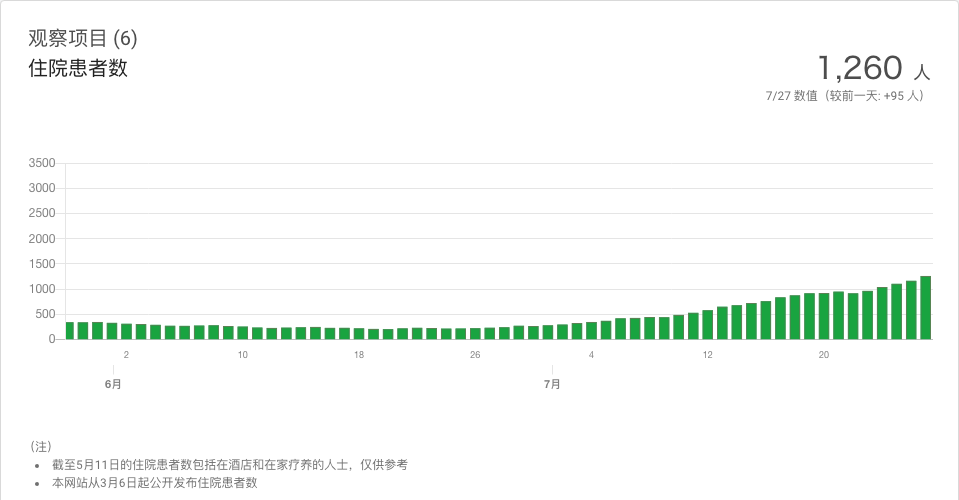 观察项目 (6)
住院患者数
1,260 人
7/27 数值（较前一天: +95 人）
3500
3000
2500
2000
1500
1000
500
0
2 10 18 26 4 12 20
6月 7月
（注）
• 截至5月11日的住院患者数包括在酒店和在家疗养的人士，仅供参考
• 本网站从3月6日起公开发布住院患者数